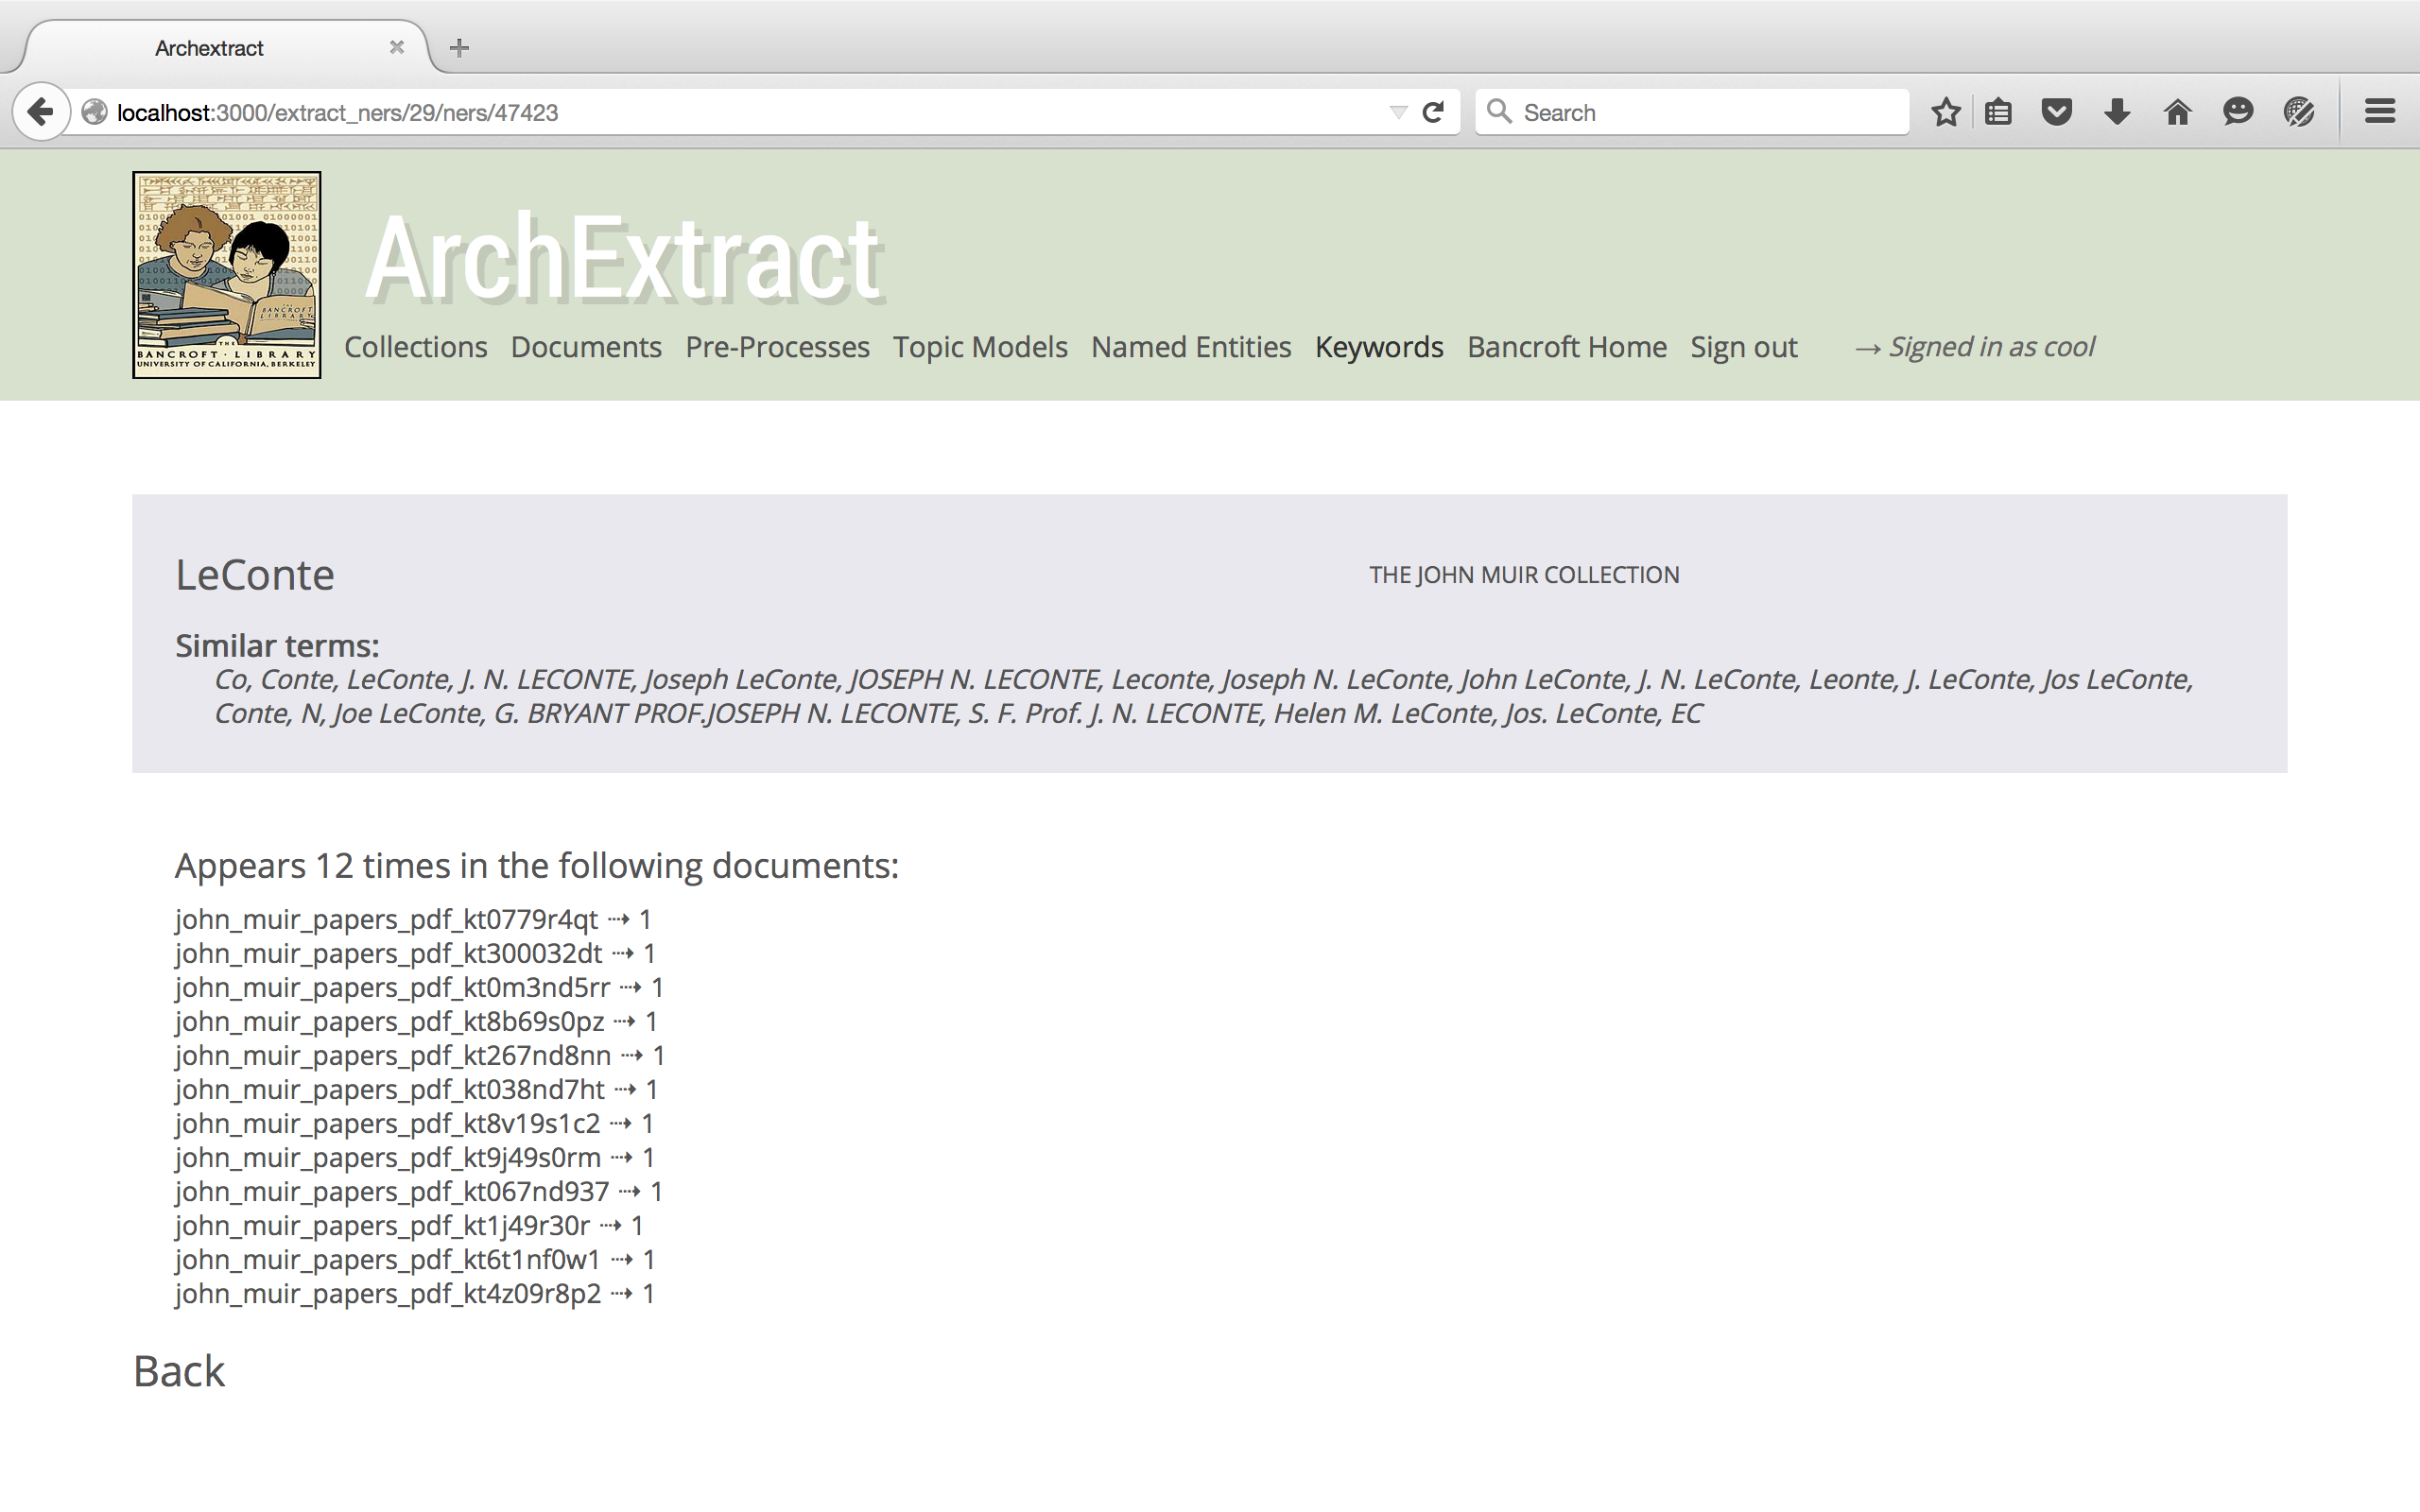 Archextract
localhost:3000/extract_ners/29/ners/47423
Search
THE BANCROFT LIBRARY
THE
BANCROFT · LIBRARY
UNIVERSITY OF CALIFORNIA, BERKELEY
ArchExtract
Collections Documents Pre-Processes Topic Models Named Entities Keywords Bancroft Home Sign out → Signed in as cool
LeConte
THE JOHN MUIR COLLECTION
Similar terms:
Co, Conte, LeConte, J. N. LECONTE, Joseph LeConte, JOSEPH N. LECONTE, Leconte, Joseph N. LeConte, John LeConte, J. N. LeConte, Leonte, J. LeConte, Jos LeConte,
Conte, N, Joe LeConte, G. BRYANT PROF.JOSEPH N. LECONTE, S. F. Prof. J. N. LECONTE, Helen M. LeConte, Jos. LeConte, EC
Appears 12 times in the following documents:
john_muir_papers_pdf_kt0779r4qt ⇢ 1
john_muir_papers_pdf_kt300032dt ⇢ 1
john_muir_papers_pdf_kt0m3nd5rr ⇢ 1
john_muir_papers_pdf_kt8b69s0pz ⇢ 1
john_muir_papers_pdf_kt267nd8nn ⇢ 1
john_muir_papers_pdf_kt038nd7ht ⇢ 1
john_muir_papers_pdf_kt8v19s1c2 ⇢ 1
john_muir_papers_pdf_kt9j49s0rm ⇢ 1
john_muir_papers_pdf_kt067nd937 ⇢ 1
john_muir_papers_pdf_kt1j49r30r ⇢ 1
john_muir_papers_pdf_kt6t1nf0w1 ⇢ 1
john_muir_papers_pdf_kt4z09r8p2 ⇢ 1
Back